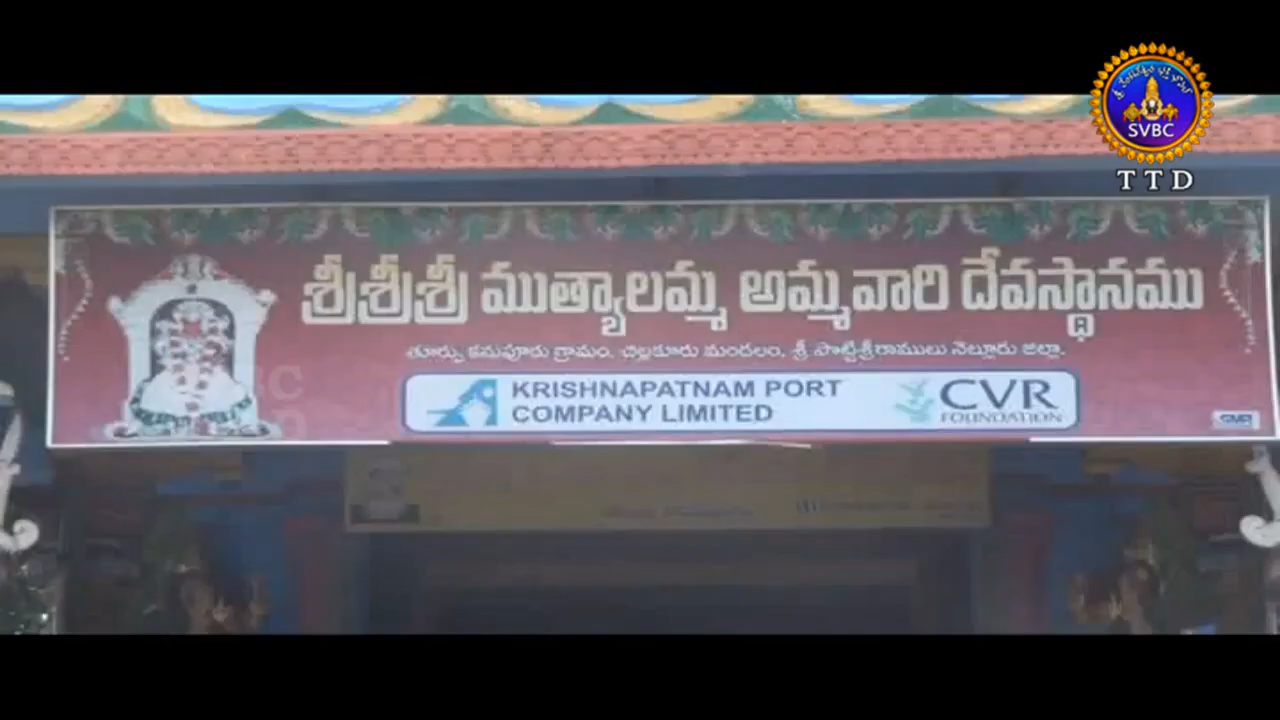 SVBC
TTD
శ్రీశ్రీశ్రీ ముత్యాలమ్మ అమ్మవారి దేవస్థానము
తూర్పు కనుపూరు గ్రామం, చిల్లకూరు మండలం, శ్రీ పొట్టిశ్రీరాములు నెల్లూరు జిల్లా.
KRISHNAPATNAM PORT
COMPANY LIMITED
CVR
FOUNDATION